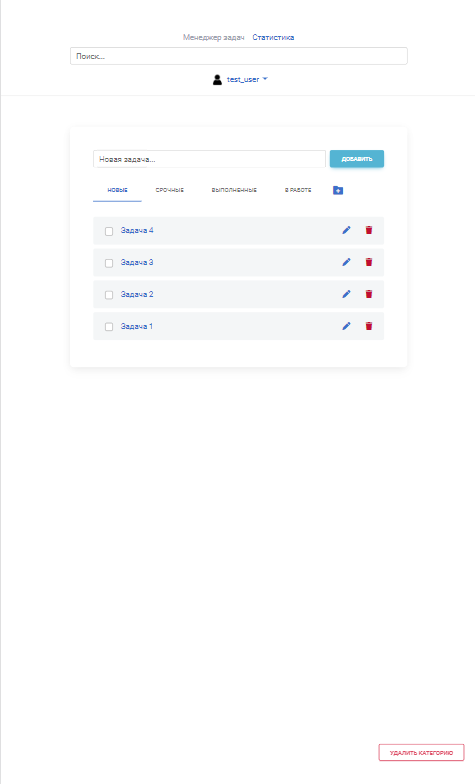 Менеджер задач Статистика
Поиск...
test_user
Новая задача... ДОБАВИТЬ
НОВЫЕ СРОЧНЫЕ ВЫПОЛНЕННЫЕ В РАБОТЕ
Задача 4
Задача 3
Задача 2
Задача 1
УДАЛИТЬ КАТЕГОРИЮ